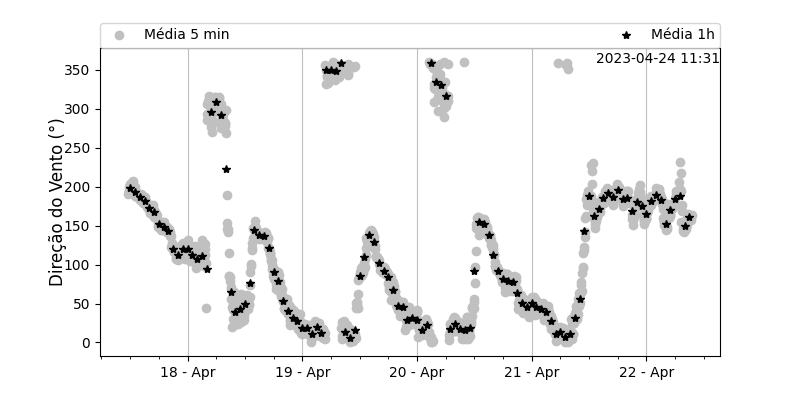 Média 5 min
Média 1h
2023-04-24 11:31
Direção do Vento (°)
350
300
250
200
150
100
50
0
18 - Apr
19 - Apr
20 - Apr
21 - Apr
22 - Apr